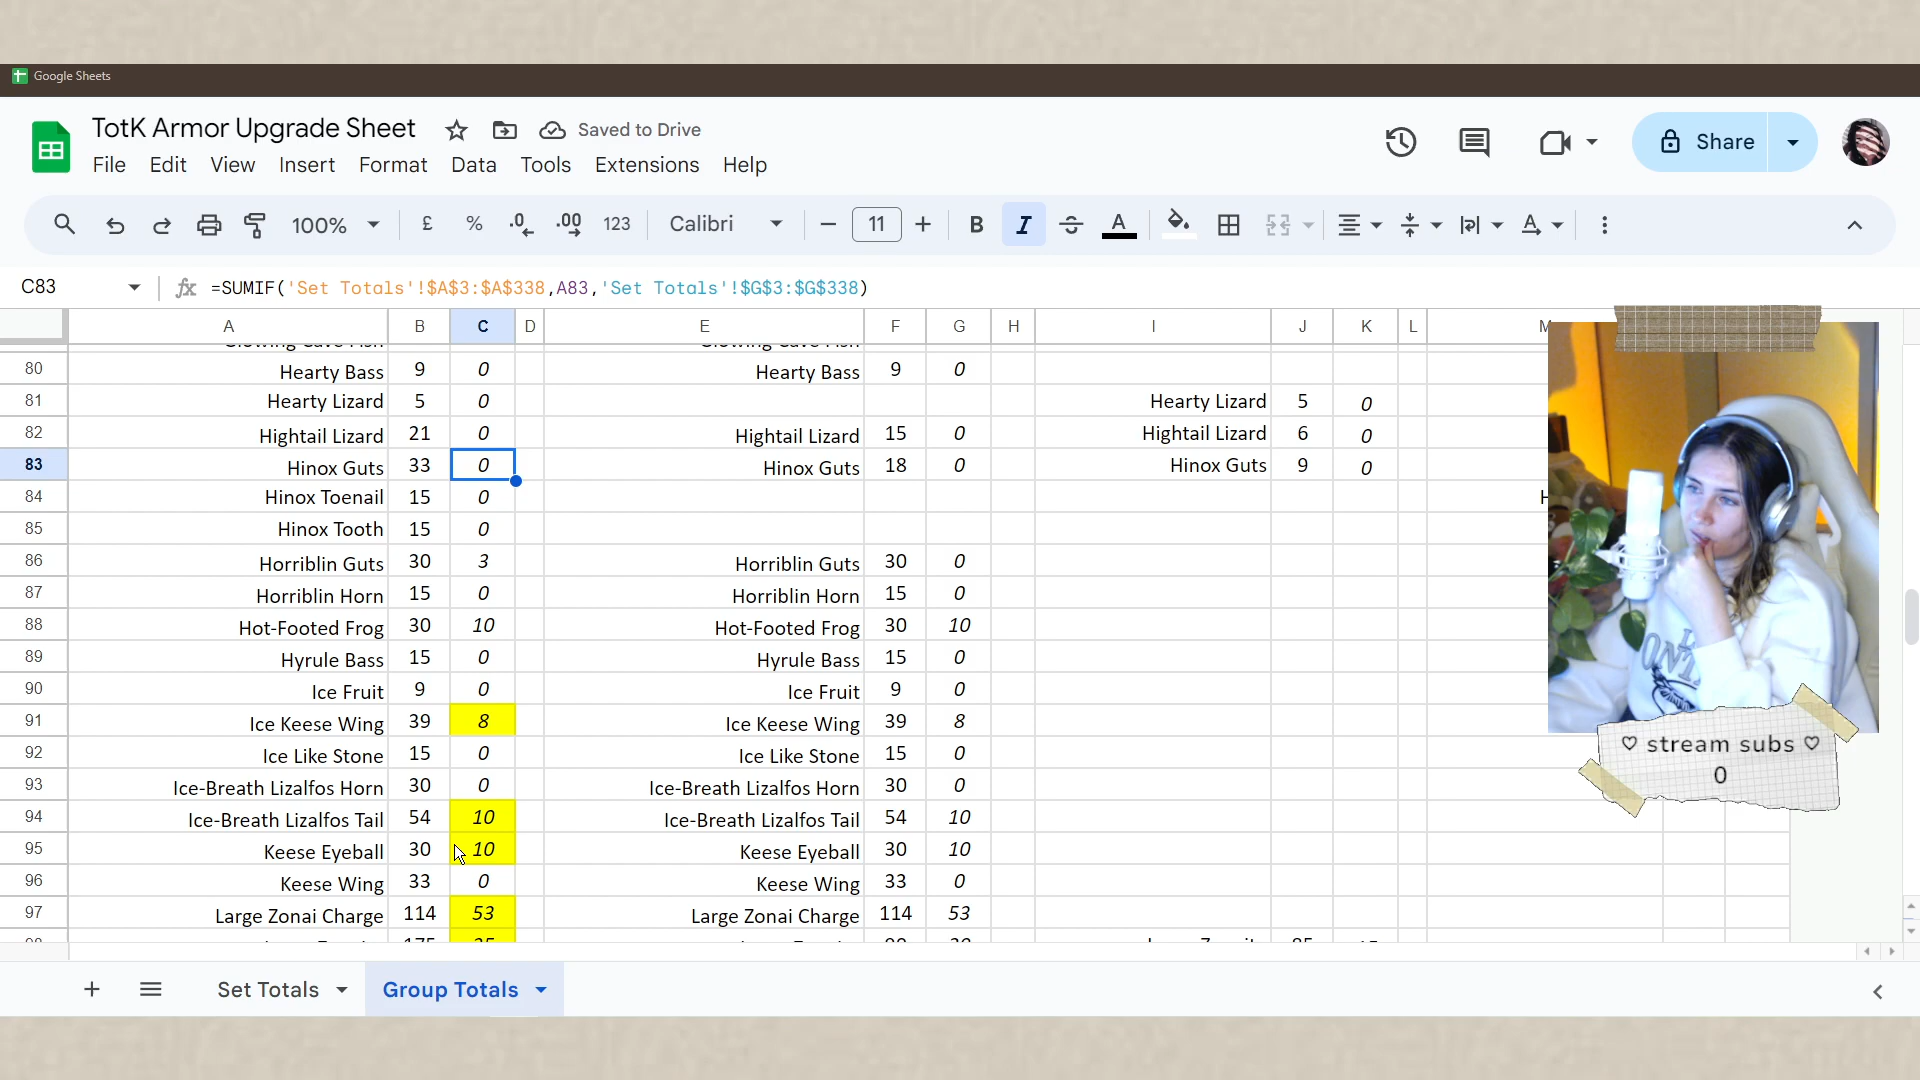 Google Sheets
TotK Armor Upgrade Sheet Saved to Drive
File Edit View Insert Format Data Tools Extensions Help
Share
100% £ % .0 .00 123 Calibri 11 B I A A
C83 fx =SUMIF('Set Totals'!$A$3:$A$338,A83,'Set Totals'!$G$3:$G$338)
A B C D E F G H I J K L M
80 Hearty Bass 9 0 Hearty Bass 9 0
81 Hearty Lizard 5 0 Hearty Lizard 5 0
82 Hightail Lizard 21 0 Hightail Lizard 15 0 Hightail Lizard 6 0
83 Hinox Guts 33 0 Hinox Guts 18 0 Hinox Guts 9 0
84 Hinox Toenail 15 0
85 Hinox Tooth 15 0
86 Horriblin Guts 30 3 Horriblin Guts 30 0
87 Horriblin Horn 15 0 Horriblin Horn 15 0
88 Hot-Footed Frog 30 10 Hot-Footed Frog 30 10
89 Hyrule Bass 15 0 Hyrule Bass 15 0
90 Ice Fruit 9 0 Ice Fruit 9 0
91 Ice Keese Wing 39 8 Ice Keese Wing 39 8
92 Ice Like Stone 15 0 Ice Like Stone 15 0
93 Ice-Breath Lizalfos Horn 30 0 Ice-Breath Lizalfos Horn 30 0
94 Ice-Breath Lizalfos Tail 54 10 Ice-Breath Lizalfos Tail 54 10
95 Keese Eyeball 30 10 Keese Eyeball 30 10
96 Keese Wing 33 0 Keese Wing 33 0
97 Large Zonai Charge 114 53 Large Zonai Charge 114 53
♡ stream subs ♡
0
+ Set Totals Group Totals